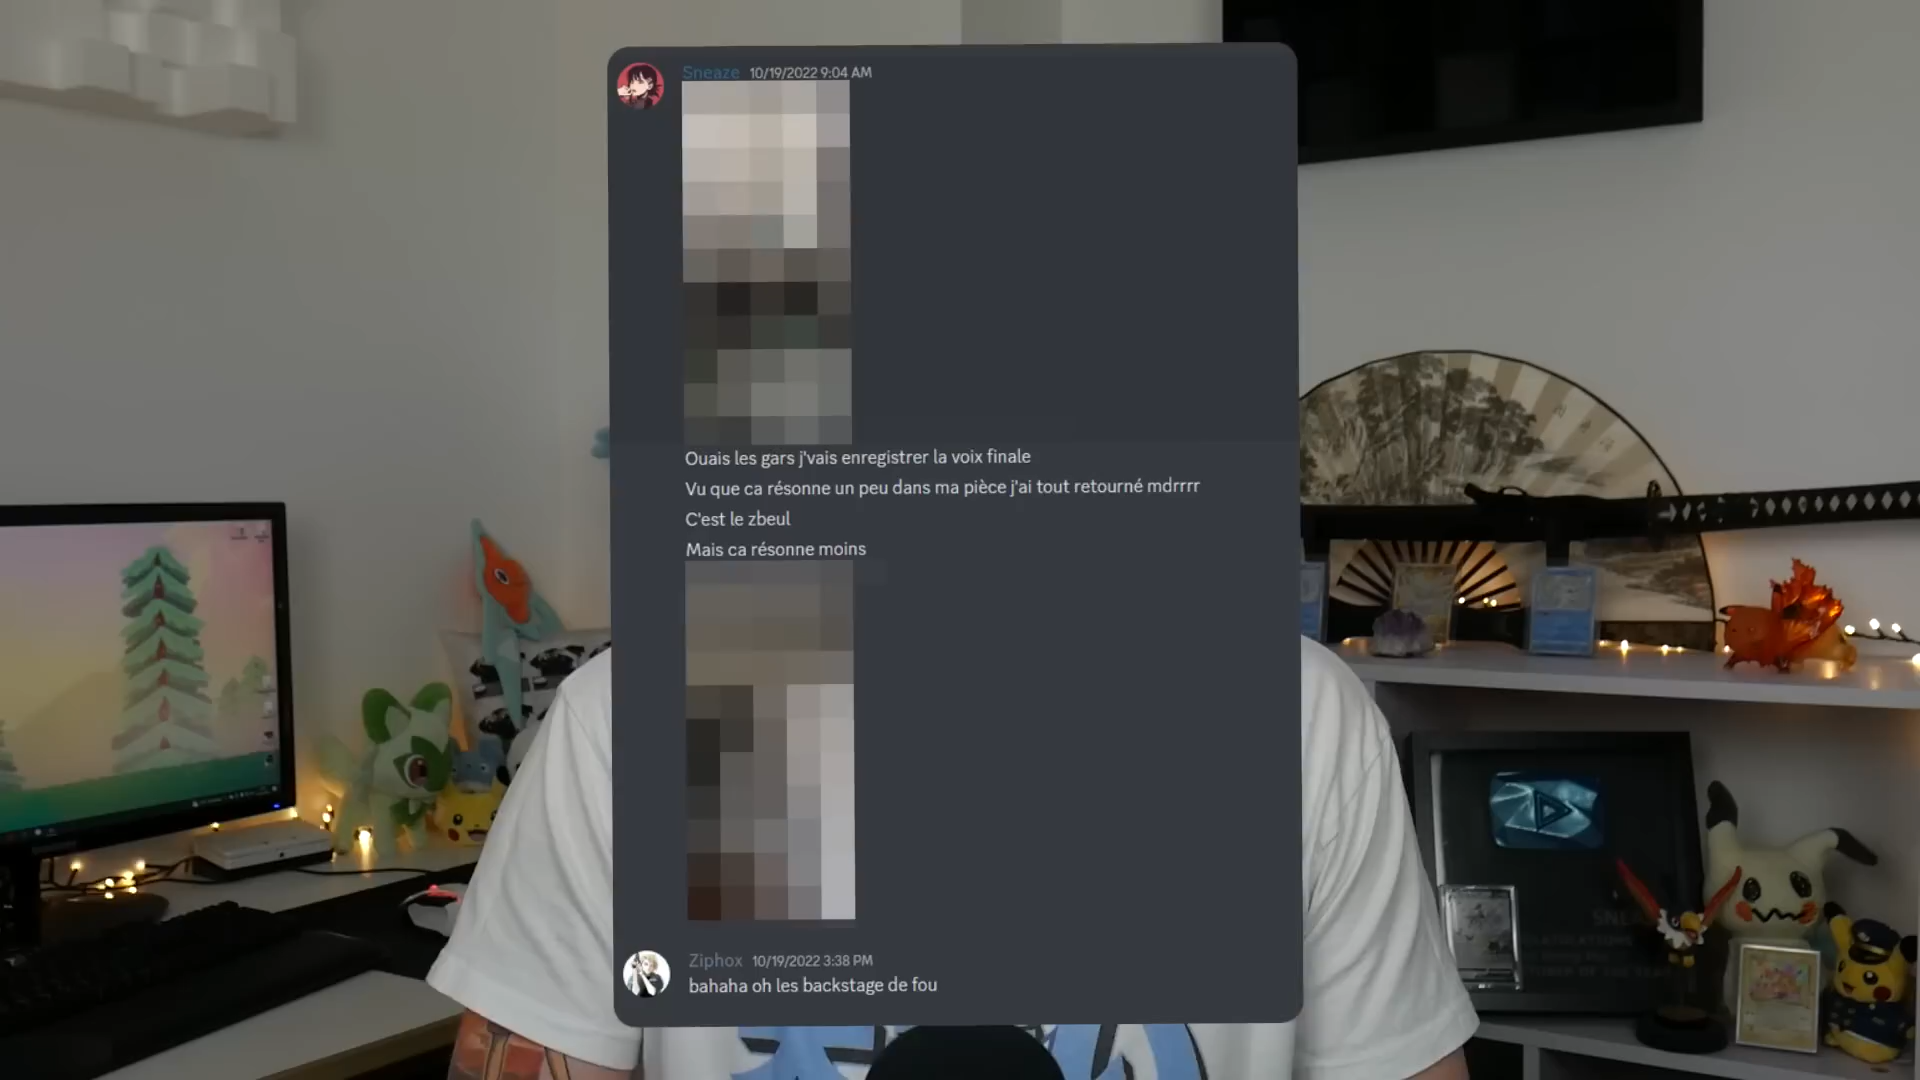 Sneaze 10/19/2022 9:04 AM
Ouais les gars j'vais enregistrer la voix finale
Vu que ca résonne un peu dans ma pièce j'ai tout retourné mdrrrr
C'est le zbeul
Mais ca résonne moins
Ziphox 10/19/2022 3:38 PM
bahaha oh les backstage de fou